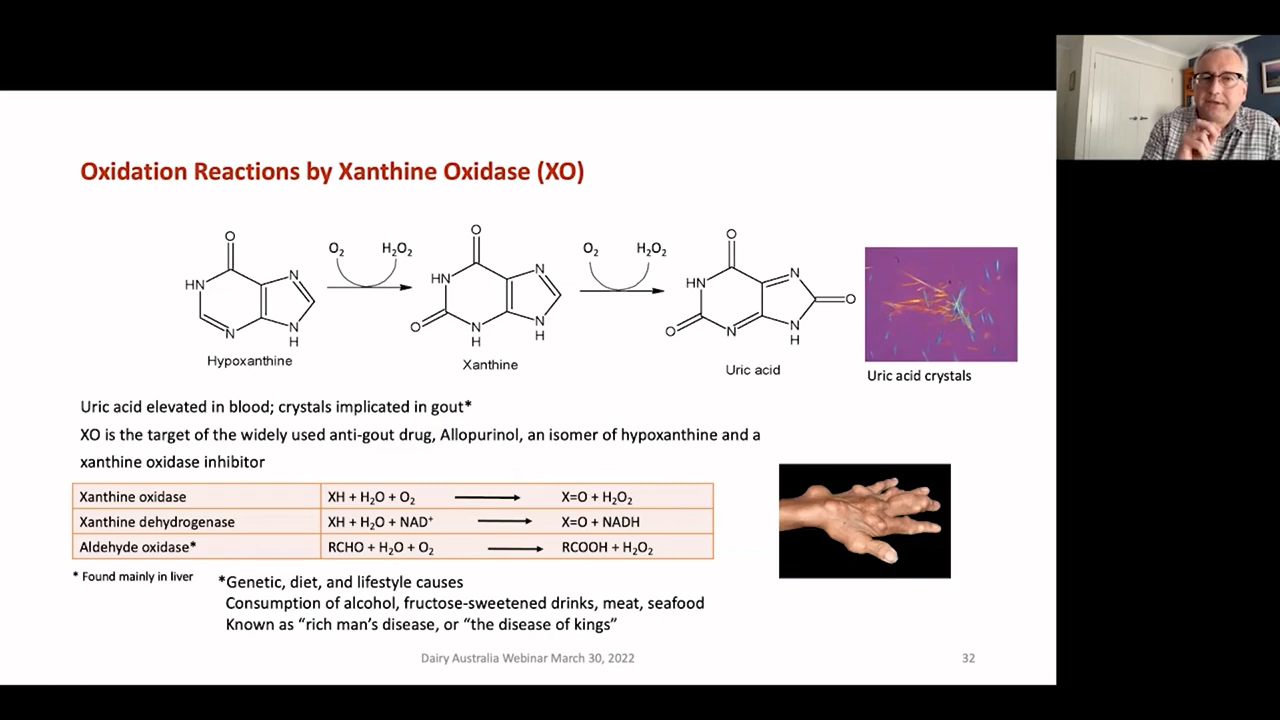 Oxidation Reactions by Xanthine Oxidase (XO)
O O O
O₂ H₂O₂ O₂ H₂O₂
HN N HN N HN N
O
N N H O N H N H O N N H
Hypoxanthine
Xanthine
Uric acid
Uric acid crystals
Uric acid elevated in blood; crystals implicated in gout*
XO is the target of the widely used anti-gout drug, Allopurinol, an isomer of hypoxanthine and a
xanthine oxidase inhibitor
Xanthine oxidase XH + H₂O + O₂ ⟶ X=O + H₂O₂
Xanthine dehydrogenase XH + H₂O + NAD⁺ ⟶ X=O + NADH
Aldehyde oxidase* RCHO + H₂O + O₂ ⟶ RCOOH + H₂O₂
* Found mainly in liver
*Genetic, diet, and lifestyle causes
Consumption of alcohol, fructose-sweetened drinks, meat, seafood
Known as “rich man’s disease, or “the disease of kings”
Dairy Australia Webinar March 30, 2022
32